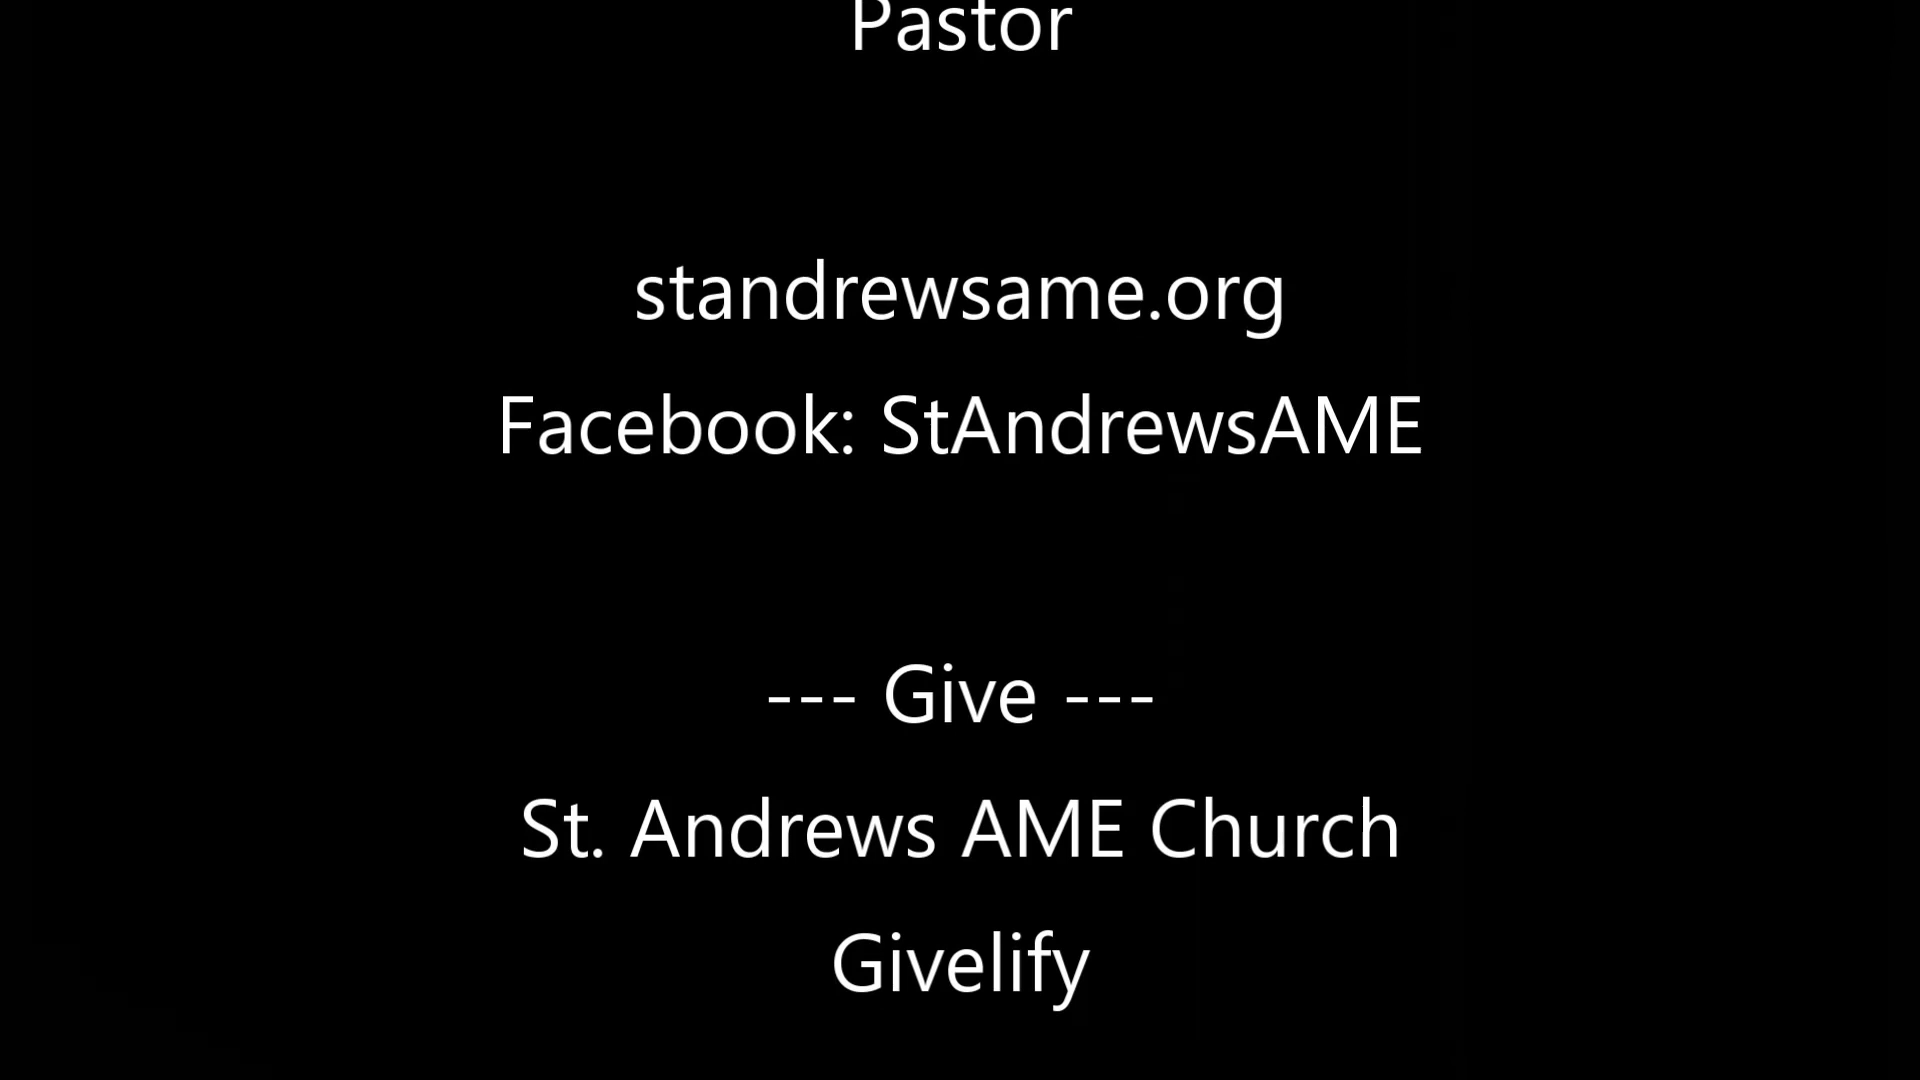 Pastor
standrewsame.org
Facebook: StAndrewsAME
--- Give ---
St. Andrews AME Church
Givelify